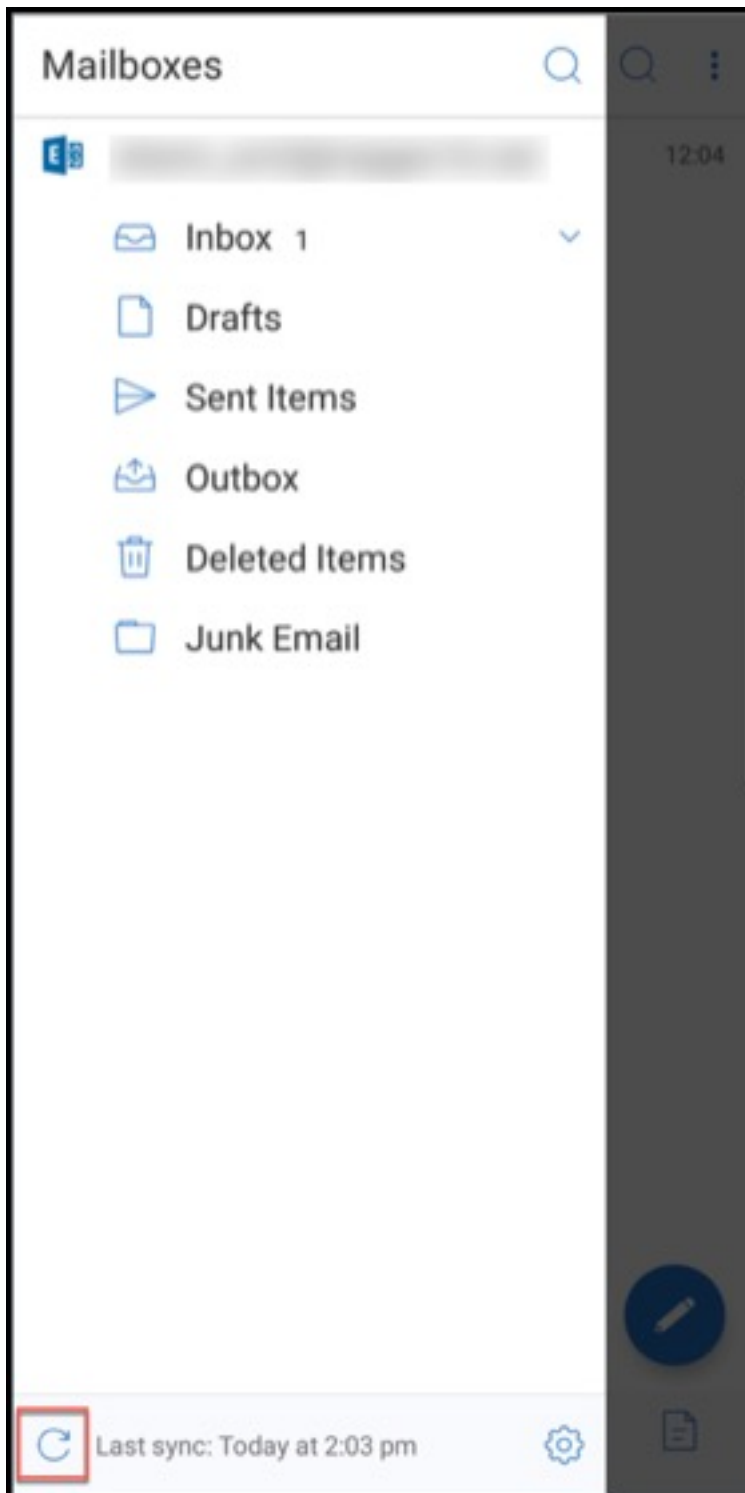 Mailboxes
12:04
Inbox 1
Drafts
Sent Items
Outbox
Deleted Items
Junk Email
Last sync: Today at 2:03 pm